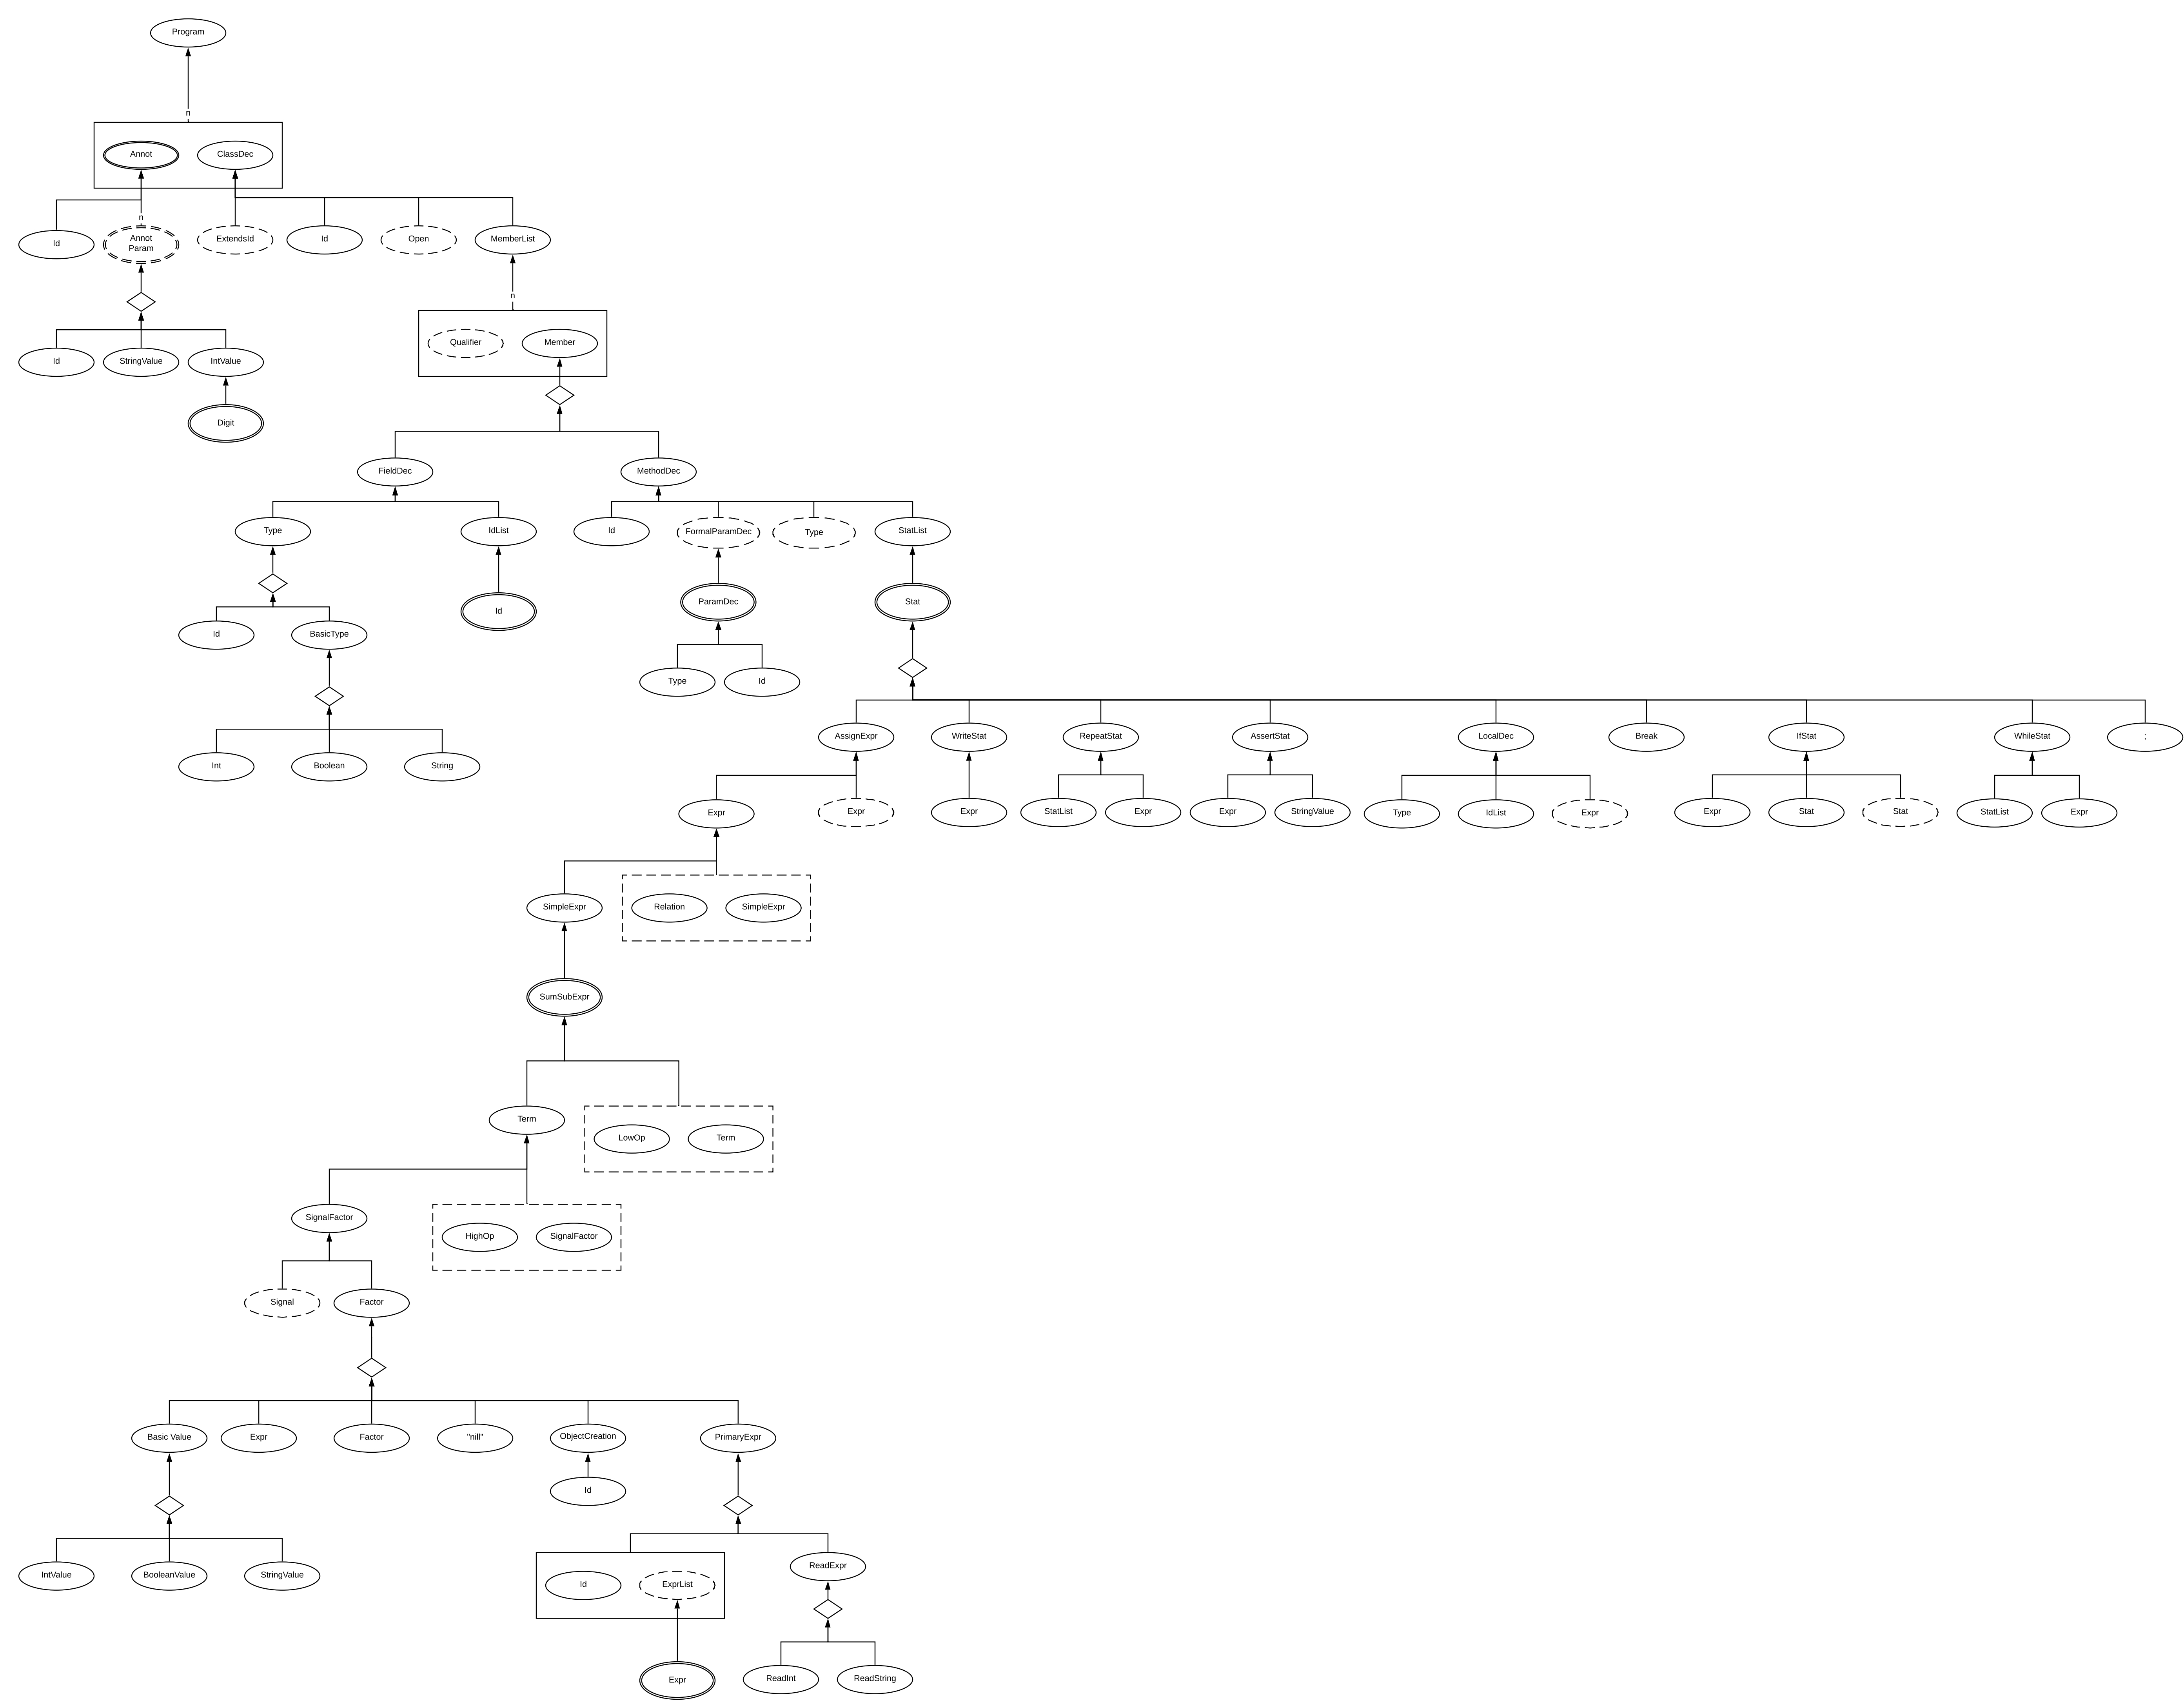 Program
n
Annot
ClassDec
n
Id
Annot
Param
ExtendsId
Id
Open
MemberList
n
Id
StringValue
IntValue
Qualifier
Member
Digit
FieldDec
MethodDec
Type
IdList
Id
FormalParamDec
Type
StatList
Id
ParamDec
Stat
Id
BasicType
Type
Id
Int
Boolean
String
AssignExpr
WriteStat
RepeatStat
AssertStat
LocalDec
Break
IfStat
WhileStat
;
Expr
Expr
Expr
StatList
Expr
Expr
StringValue
Type
IdList
Expr
Expr
Stat
Stat
StatList
Expr
SimpleExpr
Relation
SimpleExpr
SumSubExpr
Term
LowOp
Term
SignalFactor
HighOp
SignalFactor
Signal
Factor
Basic Value
Expr
Factor
"nill"
ObjectCreation
PrimaryExpr
Id
IntValue
BooleanValue
StringValue
Id
ExprList
ReadExpr
Expr
ReadInt
ReadString